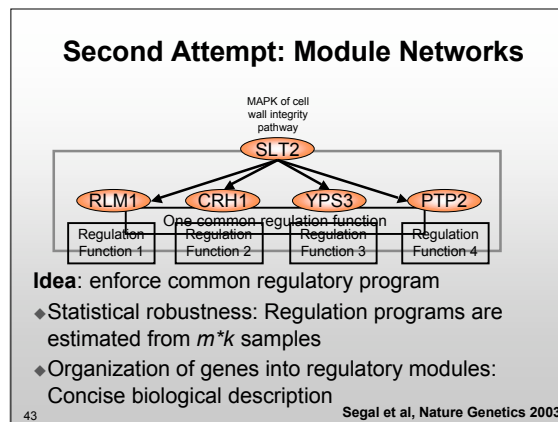 Second Attempt: Module Networks
MAPK of cell
wall integrity
pathway
SLT2
RLM1 CRH1 YPS3 PTP2
One common regulation function
Regulation Regulation Regulation Regulation
Function 1 Function 2 Function 3 Function 4
Idea: enforce common regulatory program
◆Statistical robustness: Regulation programs are
estimated from m*k samples
◆Organization of genes into regulatory modules:
Concise biological description
43 Segal et al, Nature Genetics 2003